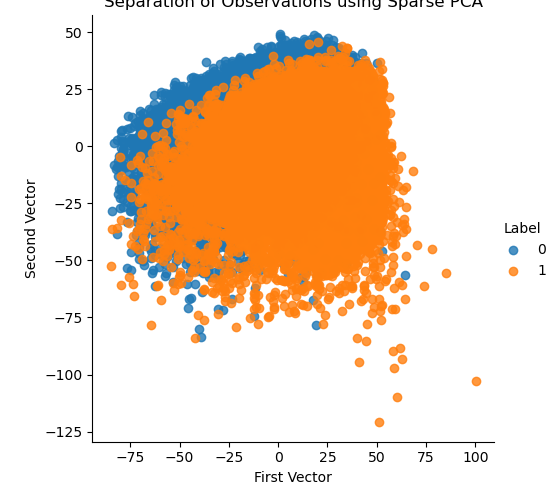 Separation of Observations using Sparse PCA
50
25
0
−25
−50
−75
−100
−125
Second Vector
−75 −50 −25 0 25 50 75 100
First Vector
Label
0
1